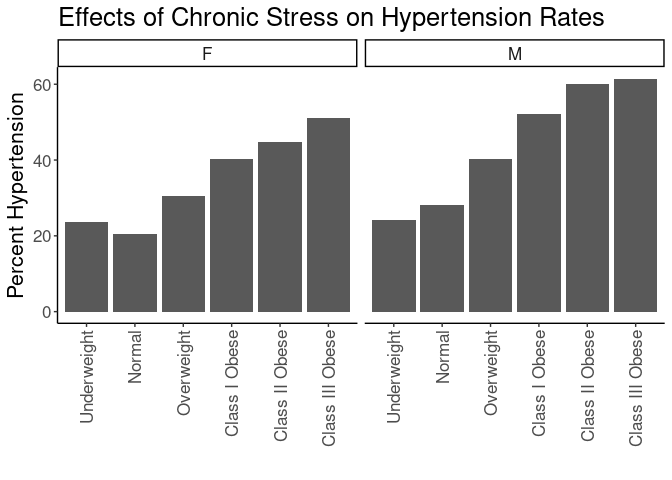 Effects of Chronic Stress on Hypertension Rates
F
M
Percent Hypertension
60
40
20
0
Underweight
Normal
Overweight
Class I Obese
Class II Obese
Class III Obese
Underweight
Normal
Overweight
Class I Obese
Class II Obese
Class III Obese